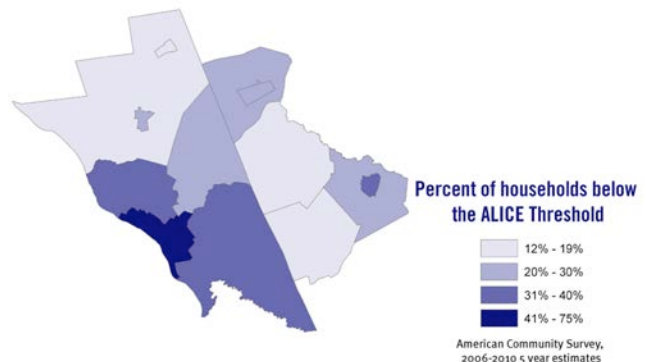 Percent of households below
the ALICE Threshold
12% - 19%
20% - 30%
31% - 40%
41% - 75%
American Community Survey,
2006-2010 5 year estimates